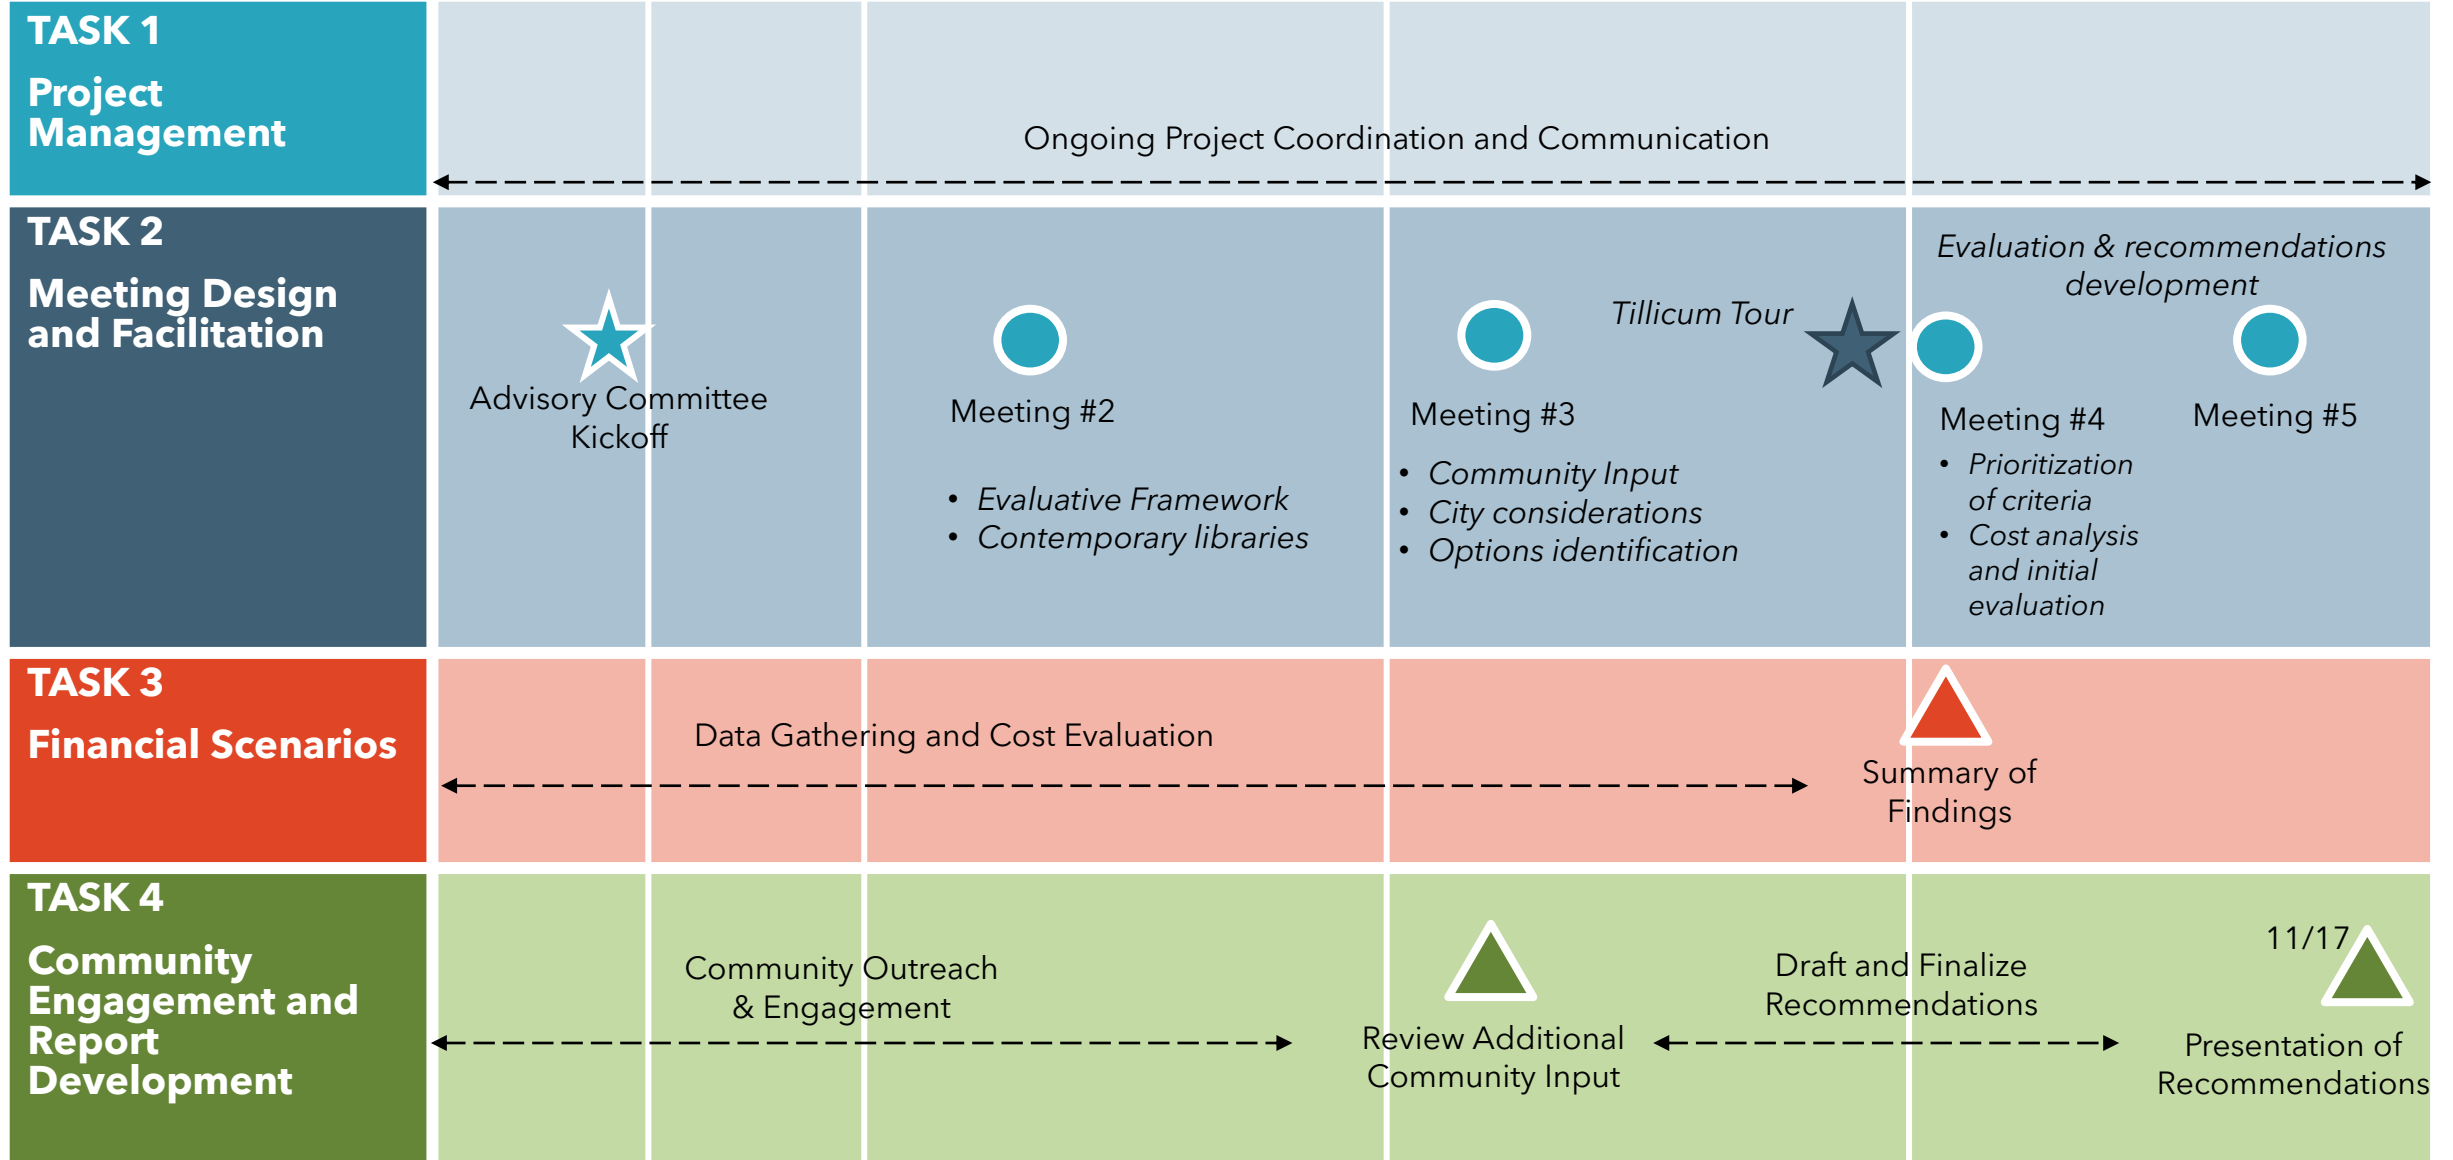 TASK 1
Project
Management
Ongoing Project Coordination and Communication
TASK 2
Meeting Design
and Facilitation
Advisory Committee
Kickoff
Meeting #2
• Evaluative Framework
• Contemporary libraries
Meeting #3
• Community Input
• City considerations
• Options identification
Tillicum Tour
Evaluation & recommendations
development
Meeting #4
• Prioritization
of criteria
• Cost analysis
and initial
evaluation
Meeting #5
TASK 3
Financial Scenarios
Data Gathering and Cost Evaluation
Summary of
Findings
TASK 4
Community
Engagement and
Report
Development
Community Outreach
& Engagement
Review Additional
Community Input
Draft and Finalize
Recommendations
11/17
Presentation of
Recommendations